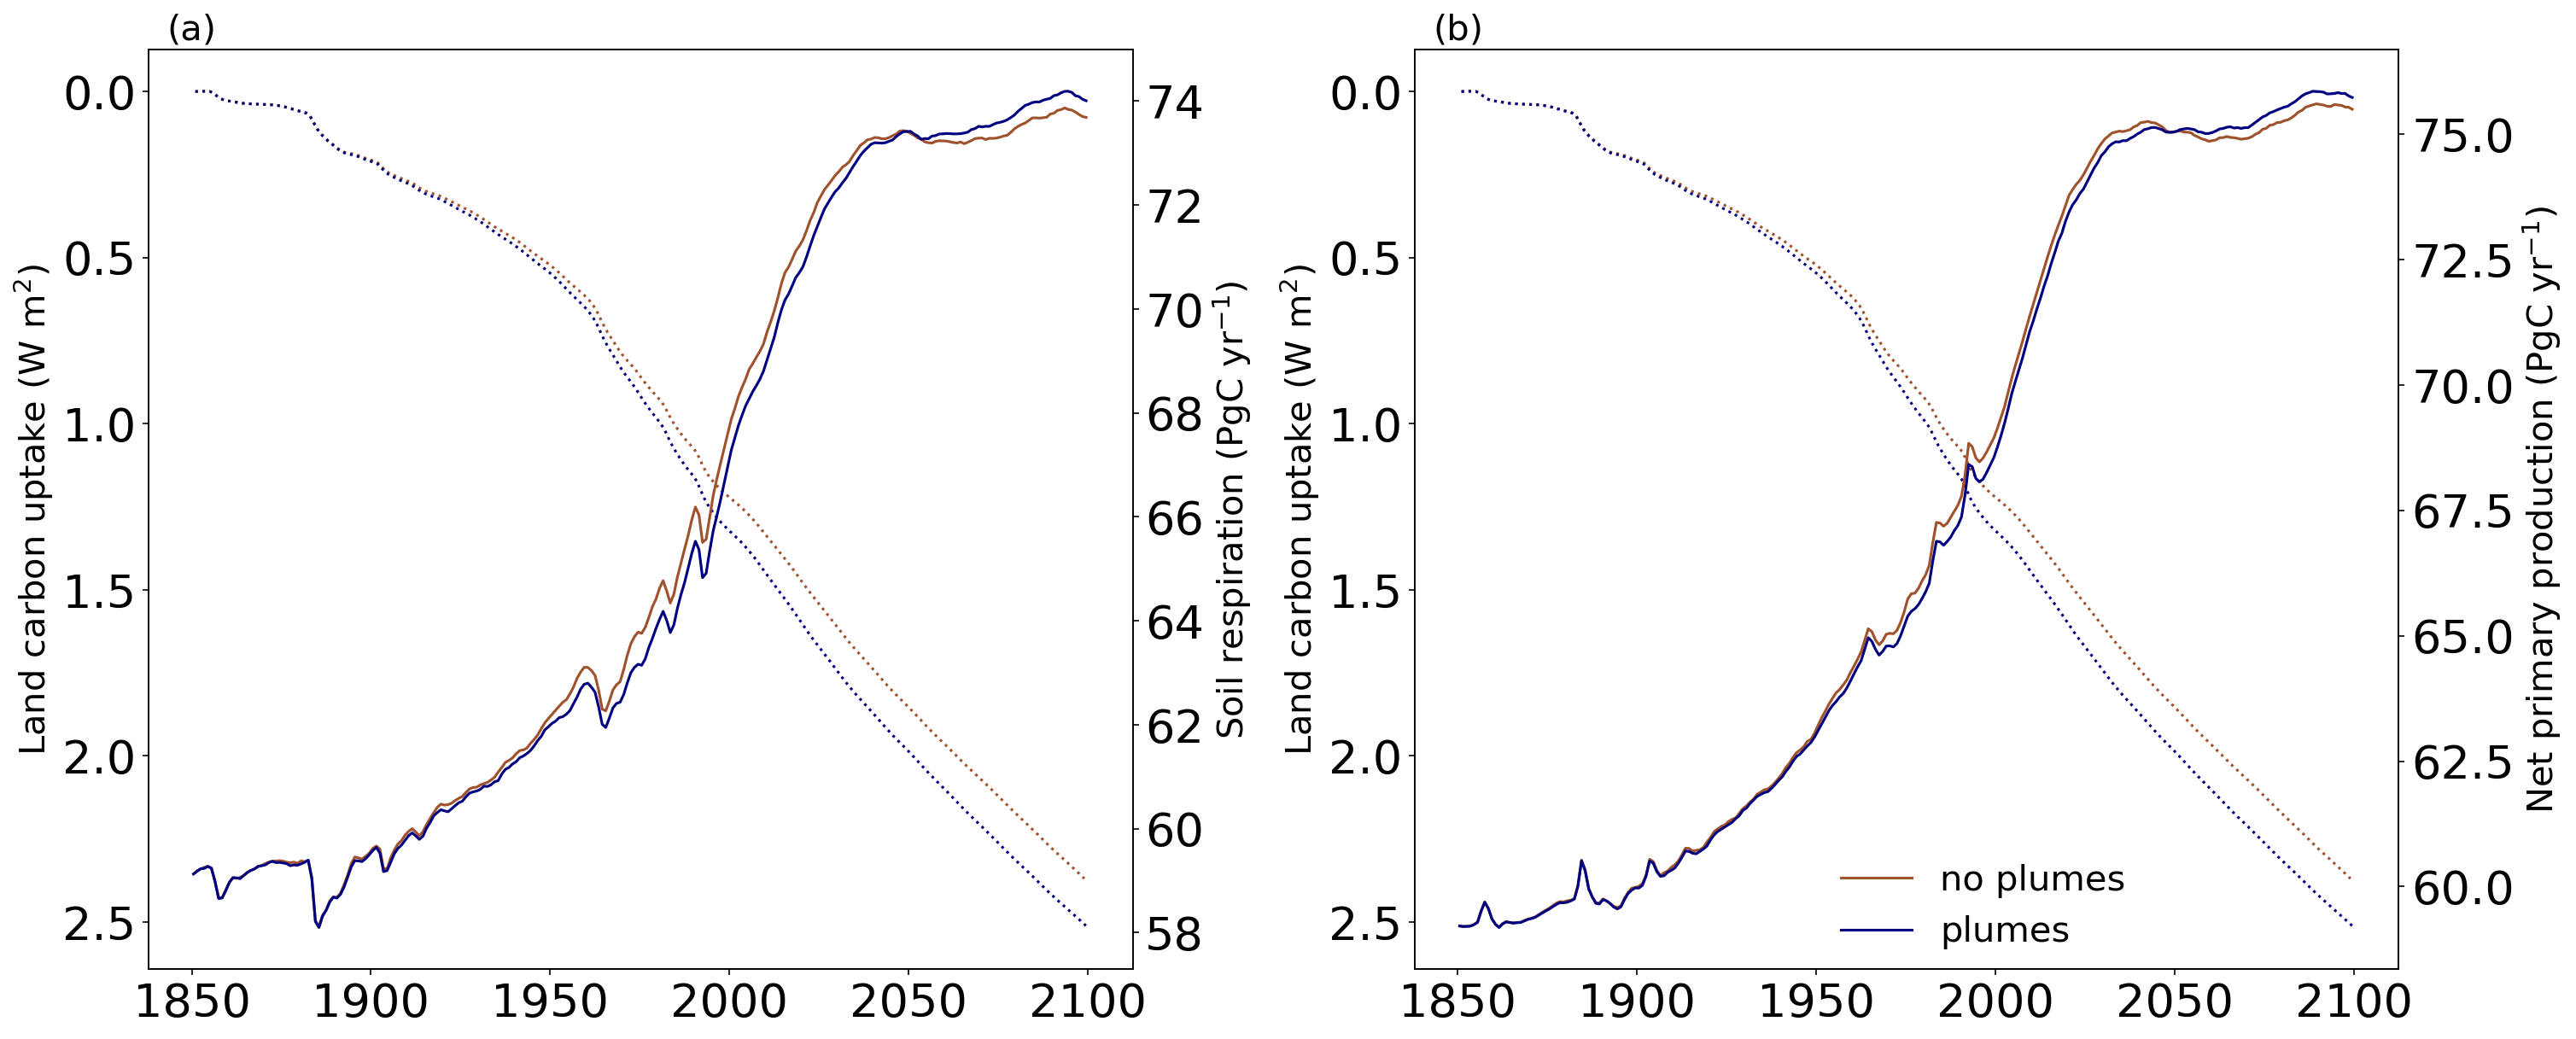 (a)
Land carbon uptake (W m²)
0.0
0.5
1.0
1.5
2.0
2.5
74
72
70
68
66
64
62
60
58
Soil respiration (PgC yr⁻¹)
1850 1900 1950 2000 2050 2100
(b)
Land carbon uptake (W m²)
0.0
0.5
1.0
1.5
2.0
2.5
75.0
72.5
70.0
67.5
65.0
62.5
60.0
Net primary production (PgC yr⁻¹)
no plumes
plumes
1850 1900 1950 2000 2050 2100